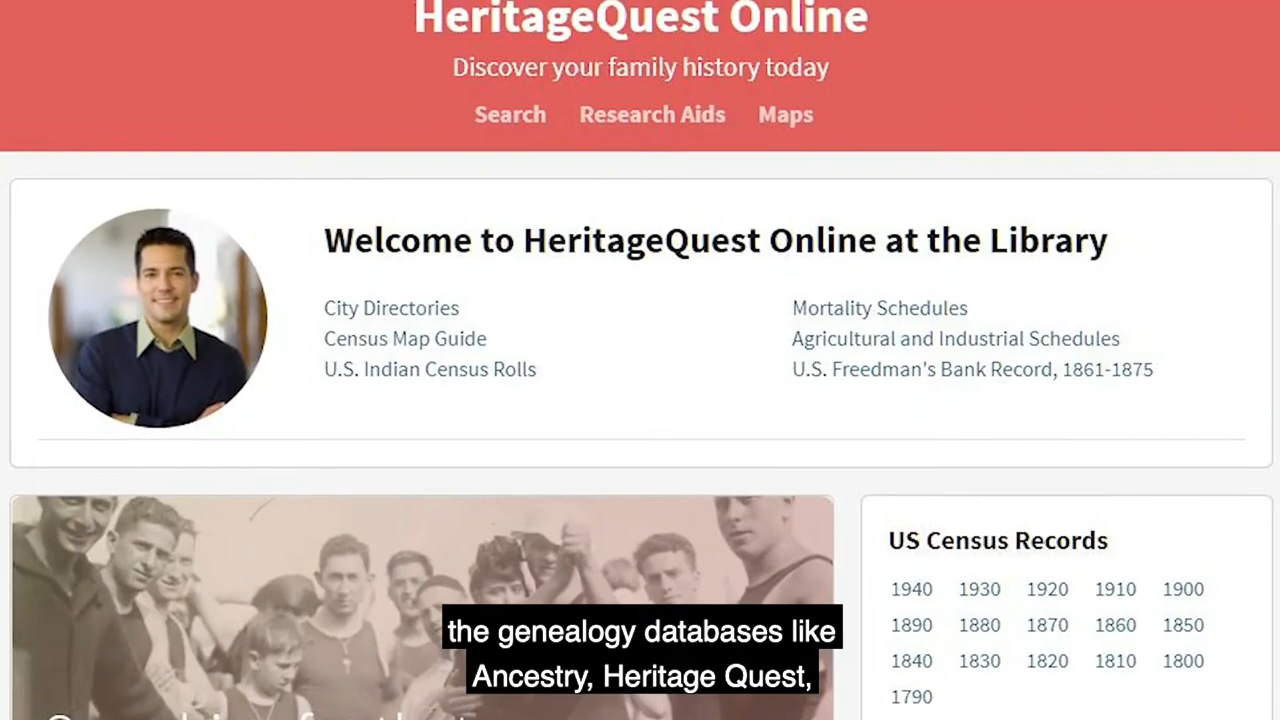 HeritageQuest Online
Discover your family history today
Search Research Aids Maps
Welcome to HeritageQuest Online at the Library
City Directories
Census Map Guide
U.S. Indian Census Rolls
Mortality Schedules
Agricultural and Industrial Schedules
U.S. Freedman's Bank Record, 1861-1875
US Census Records
1940 1930 1920 1910 1900
1890 1880 1870 1860 1850
1840 1830 1820 1810 1800
1790
the genealogy databases like
Ancestry, Heritage Quest,